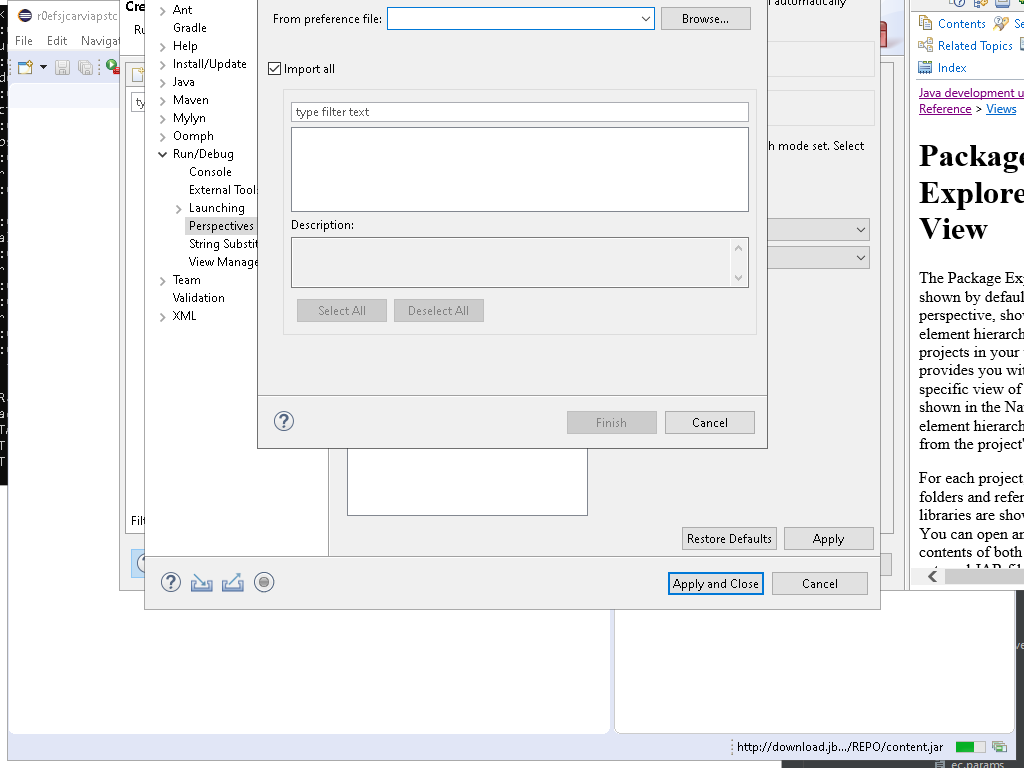 r0efsjcarviapstc
File Edit Navigat
Cre
Ru
ty
Filt
Ant
Gradle
Help
Install/Update
Java
Maven
Mylyn
Oomph
Run/Debug
Console
External Tools
Launching
Perspectives
String Substit
View Manage
Team
Validation
XML
From preference file:
Browse...
Import all
type filter text
Description:
Select All Deselect All
Finish Cancel
automatically
h mode set. Select
Restore Defaults Apply
Apply and Close Cancel
Contents Se
Related Topics
Index
Java development u
Reference > Views
Package
Explore
View
The Package Exp
shown by defaul
perspective, show
element hierarch
projects in your
provides you wit
specific view of
shown in the Na
element hierarch
from the project'
For each project,
folders and refer
libraries are show
You can open an
contents of both
http://download.jb.../REPO/content.jar
ec.params